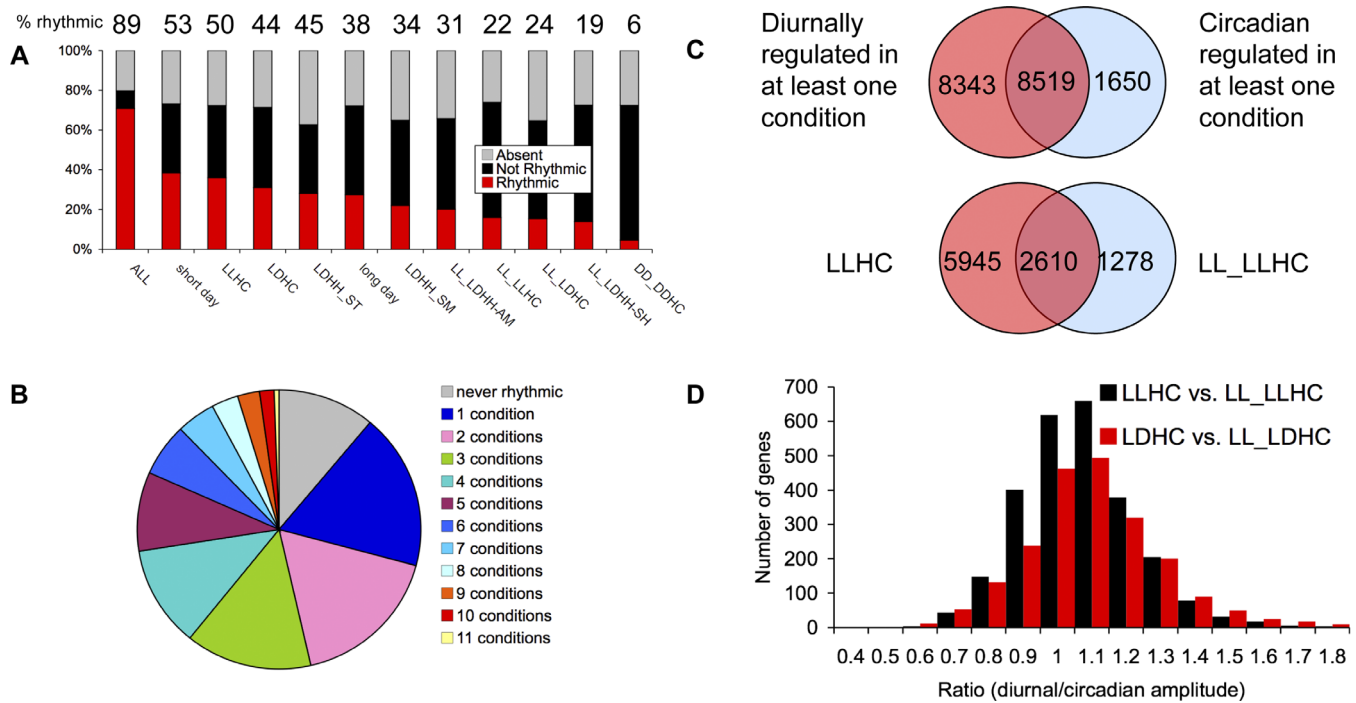 % rhythmic 89 53 50 44 45 38 34 31 22 24 19 6
A
100%
80%
60%
40%
20%
0%
Absent
Not Rhythmic
Rhythmic
ALL
short day
LLHC
LDHC
LDHH_ST
long day
LDHH_SM
LL_LDHH-AM
LL_LLHC
LL_LDHC
LL_LDHH-SH
DD_DDHC
B
never rhythmic
1 condition
2 conditions
3 conditions
4 conditions
5 conditions
6 conditions
7 conditions
8 conditions
9 conditions
10 conditions
11 conditions
C
Diurnally
regulated in
at least one
condition
8343 8519 1650
Circadian
regulated in
at least one
condition
LLHC
5945 2610 1278
LL_LLHC
D
Number of genes
700
600
500
400
300
200
100
0
LLHC vs. LL_LLHC
LDHC vs. LL_LDHC
0.4 0.5 0.6 0.7 0.8 0.9 1 1.1 1.2 1.3 1.4 1.5 1.6 1.7 1.8
Ratio (diurnal/circadian amplitude)